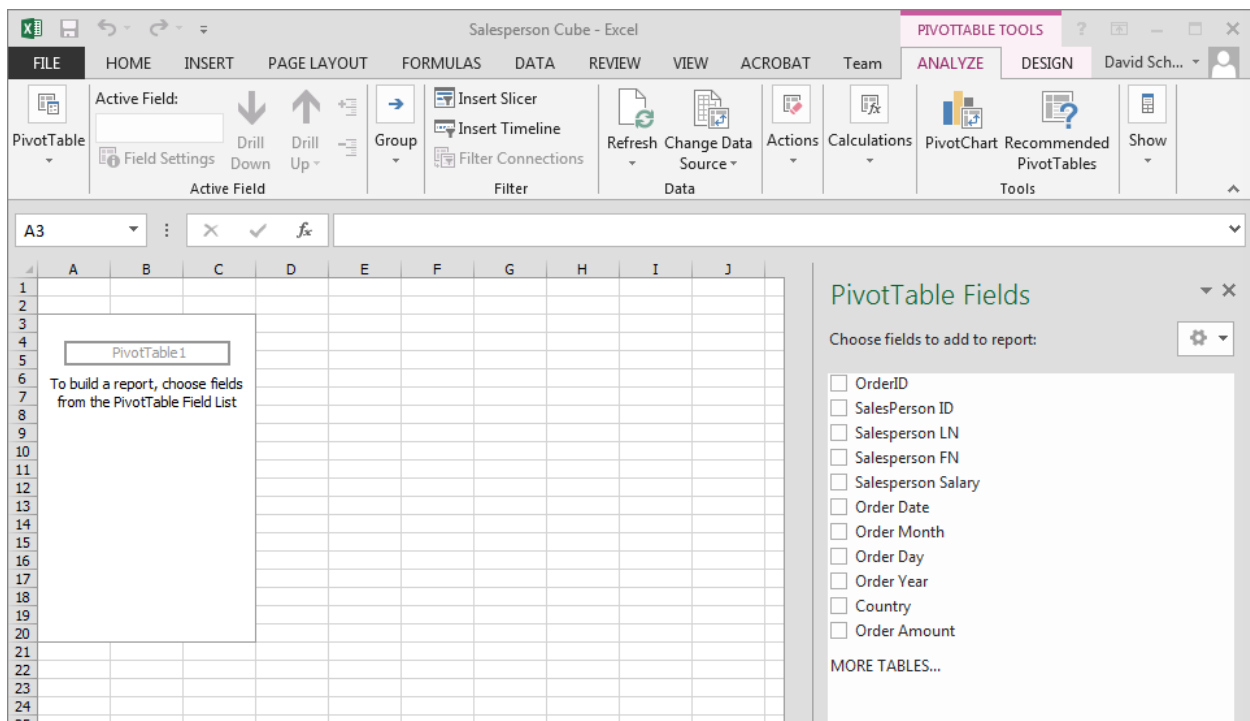 Salesperson Cube - Excel
PIVOTTABLE TOOLS
?
FILE HOME INSERT PAGE LAYOUT FORMULAS DATA REVIEW VIEW ACROBAT Team ANALYZE DESIGN David Sch...
PivotTable
Active Field:
Field Settings
Drill Down
Drill Up
Active Field
Group
Insert Slicer
Insert Timeline
Filter Connections
Filter
Refresh
Change Data Source
Data
Actions
Calculations
PivotChart
Recommended PivotTables
Tools
Show
A3
fx
A B C D E F G H I J
1
2
3
4
5
6
7
8
9
10
11
12
13
14
15
16
17
18
19
20
21
22
23
24
PivotTable1
To build a report, choose fields
from the PivotTable Field List
PivotTable Fields
Choose fields to add to report:
OrderID
SalesPerson ID
Salesperson LN
Salesperson FN
Salesperson Salary
Order Date
Order Month
Order Day
Order Year
Country
Order Amount
MORE TABLES...